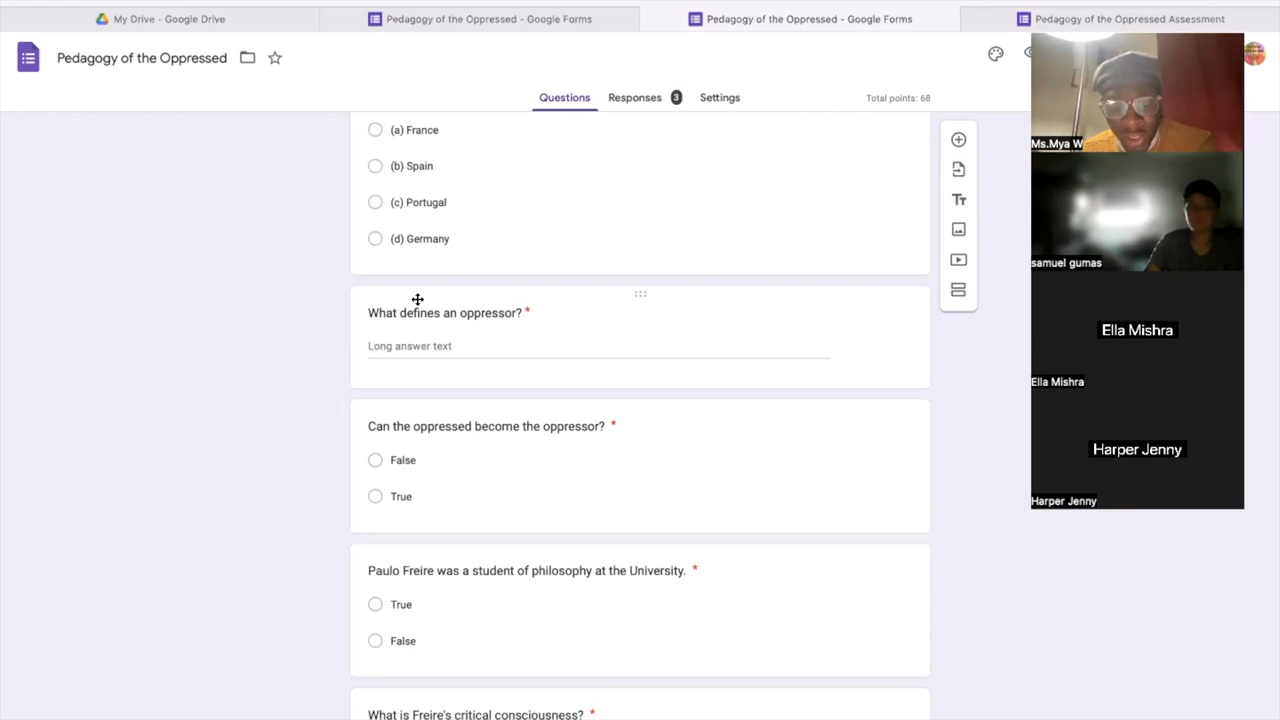 My Drive - Google Drive
Pedagogy of the Oppressed - Google Forms
Pedagogy of the Oppressed - Google Forms
Pedagogy of the Oppressed Assessment
Pedagogy of the Oppressed
Questions
Responses 3
Settings
Total points: 68
(a) France
(b) Spain
(c) Portugal
(d) Germany
What defines an oppressor? *
Long answer text
Can the oppressed become the oppressor? *
False
True
Paulo Freire was a student of philosophy at the University. *
True
False
What is Freire's critical consciousness? *
Tт
Ms.Mya W
samuel gumas
Ella Mishra
Ella Mishra
Harper Jenny
Harper Jenny